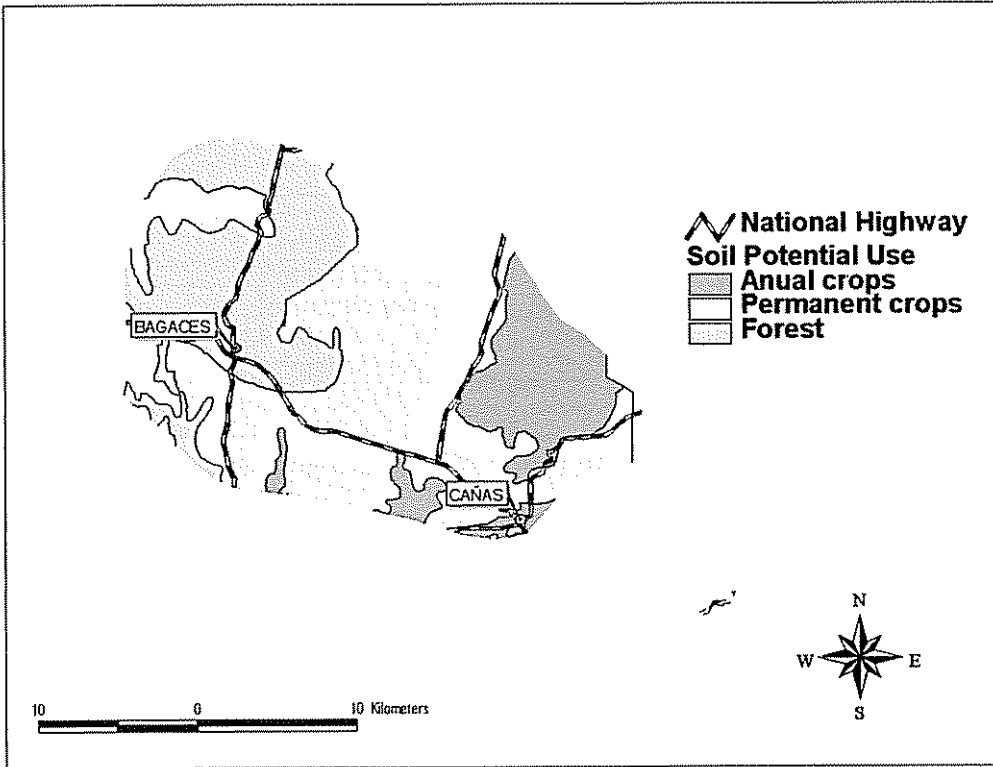 National Highway
Soil Potential Use
Anual crops
Permanent crops
Forest
BAGACES
CAÑAS
N
W E
S
10 0 10 Kilometers